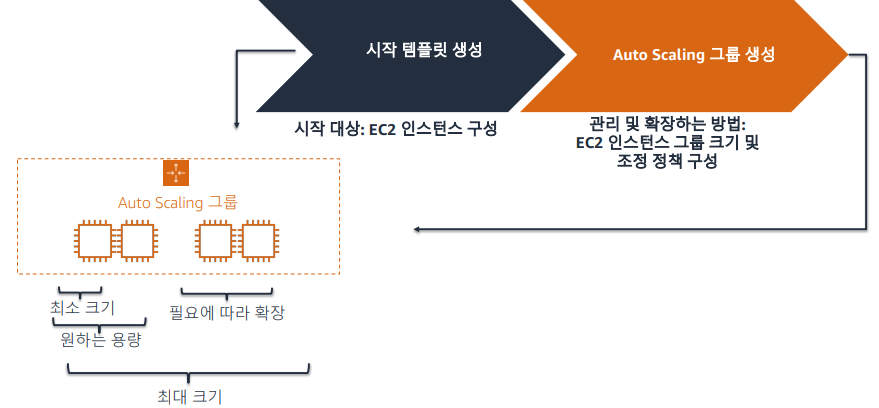 시작 템플릿 생성
Auto Scaling 그룹 생성
시작 대상: EC2 인스턴스 구성
관리 및 확장하는 방법:
EC2 인스턴스 그룹 크기 및
조정 정책 구성
Auto Scaling 그룹
최소 크기
필요에 따라 확장
원하는 용량
최대 크기